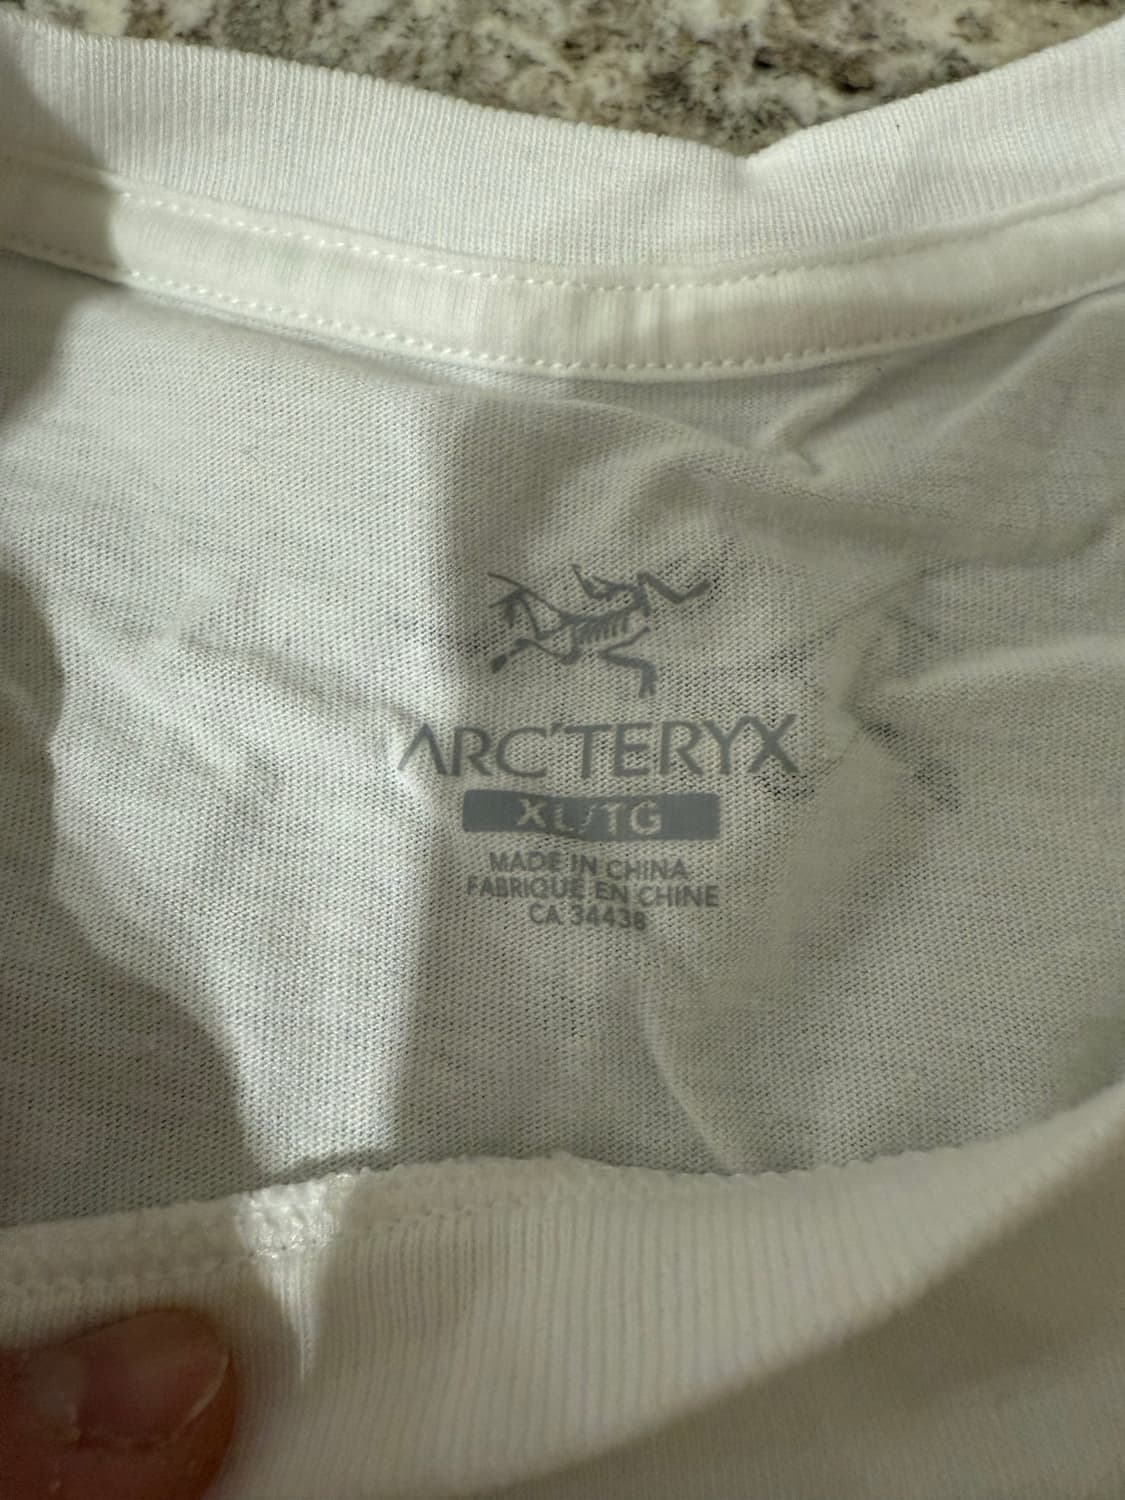 ARC'TERYX
XL/TG
MADE IN CHINA
FABRIQUÉ EN CHINE
CA 34438